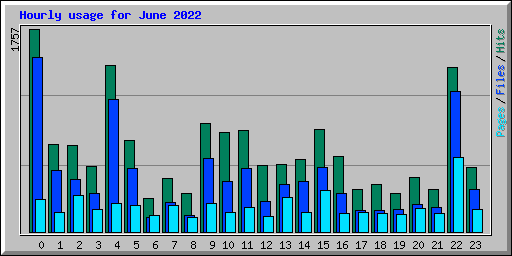 Hourly usage for June 2022
1757
Pages / Files / Hits
0 1 2 3 4 5 6 7 8 9 10 11 12 13 14 15 16 17 18 19 20 21 22 23